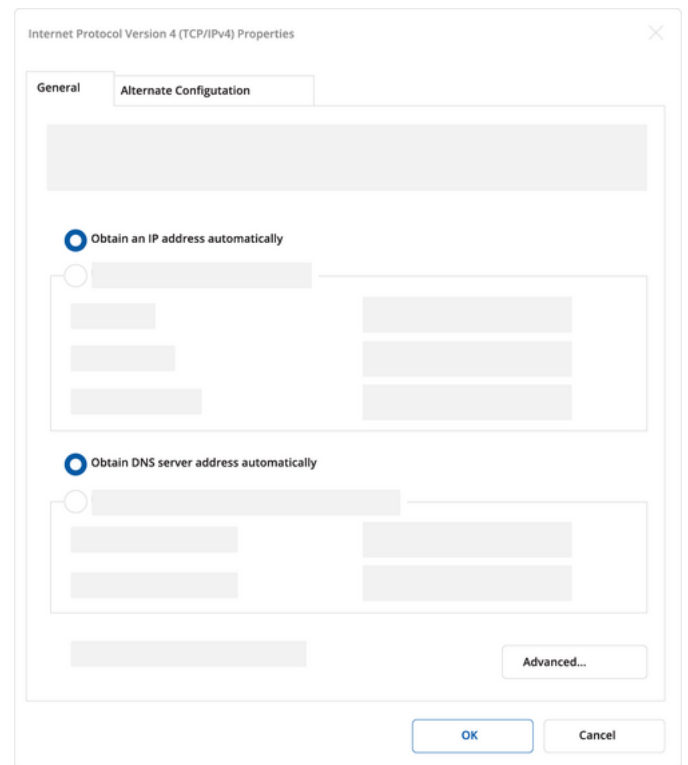 Internet Protocol Version 4 (TCP/IPv4) Properties
General
Alternate Configutation
Obtain an IP address automatically
Obtain DNS server address automatically
Advanced...
OK
Cancel